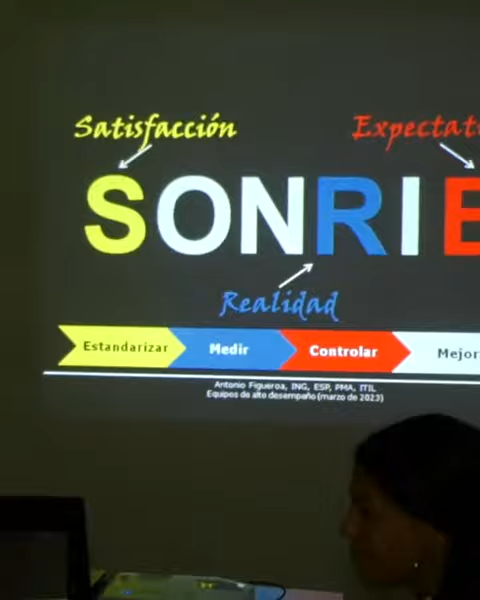 Satisfacción
Expectat
SONRIE
Realidad
Estandarizar Medir Controlar Mejor
Antonio Figueroa, ING, ESP, PMA, ITIL
Equipos de alto desempeño (marzo de 2023)